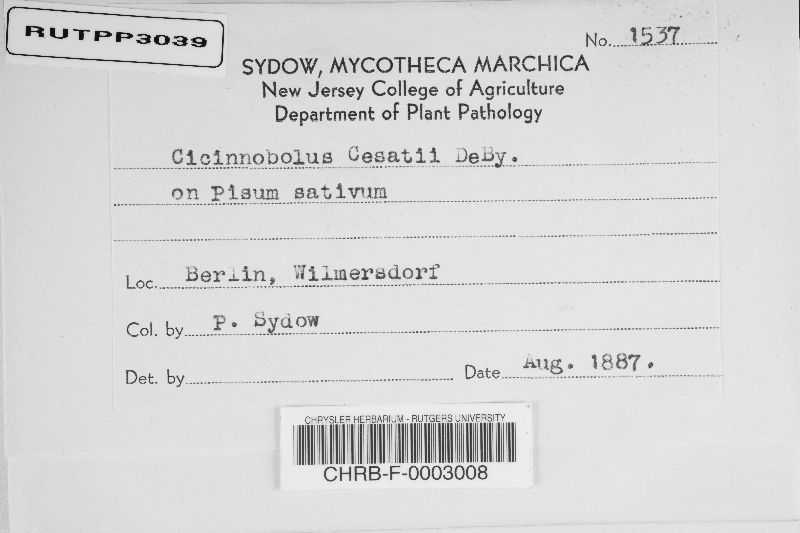 RUTPP3039
No. 1537
SYDOW, MYCOTHECA MARCHICA
New Jersey College of Agriculture
Department of Plant Pathology
Cicinnobolus Cesatii DeBy.
on Pisum sativum
Loc. Berlin, Wilmersdorf
Col. by P. Sydow
Det. by
Date Aug. 1887.
CHRYSLER HERBARIUM - RUTGERS UNIVERSITY
CHRB-F-0003008